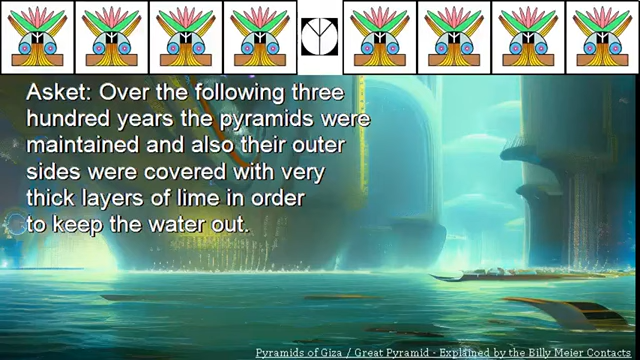 Asket: Over the following three
hundred years the pyramids were
maintained and also their outer
sides were covered with very
thick layers of lime in order
to keep the water out.
Pyramids of Giza / Great Pyramid - Explained by the Billy Meier Contacts